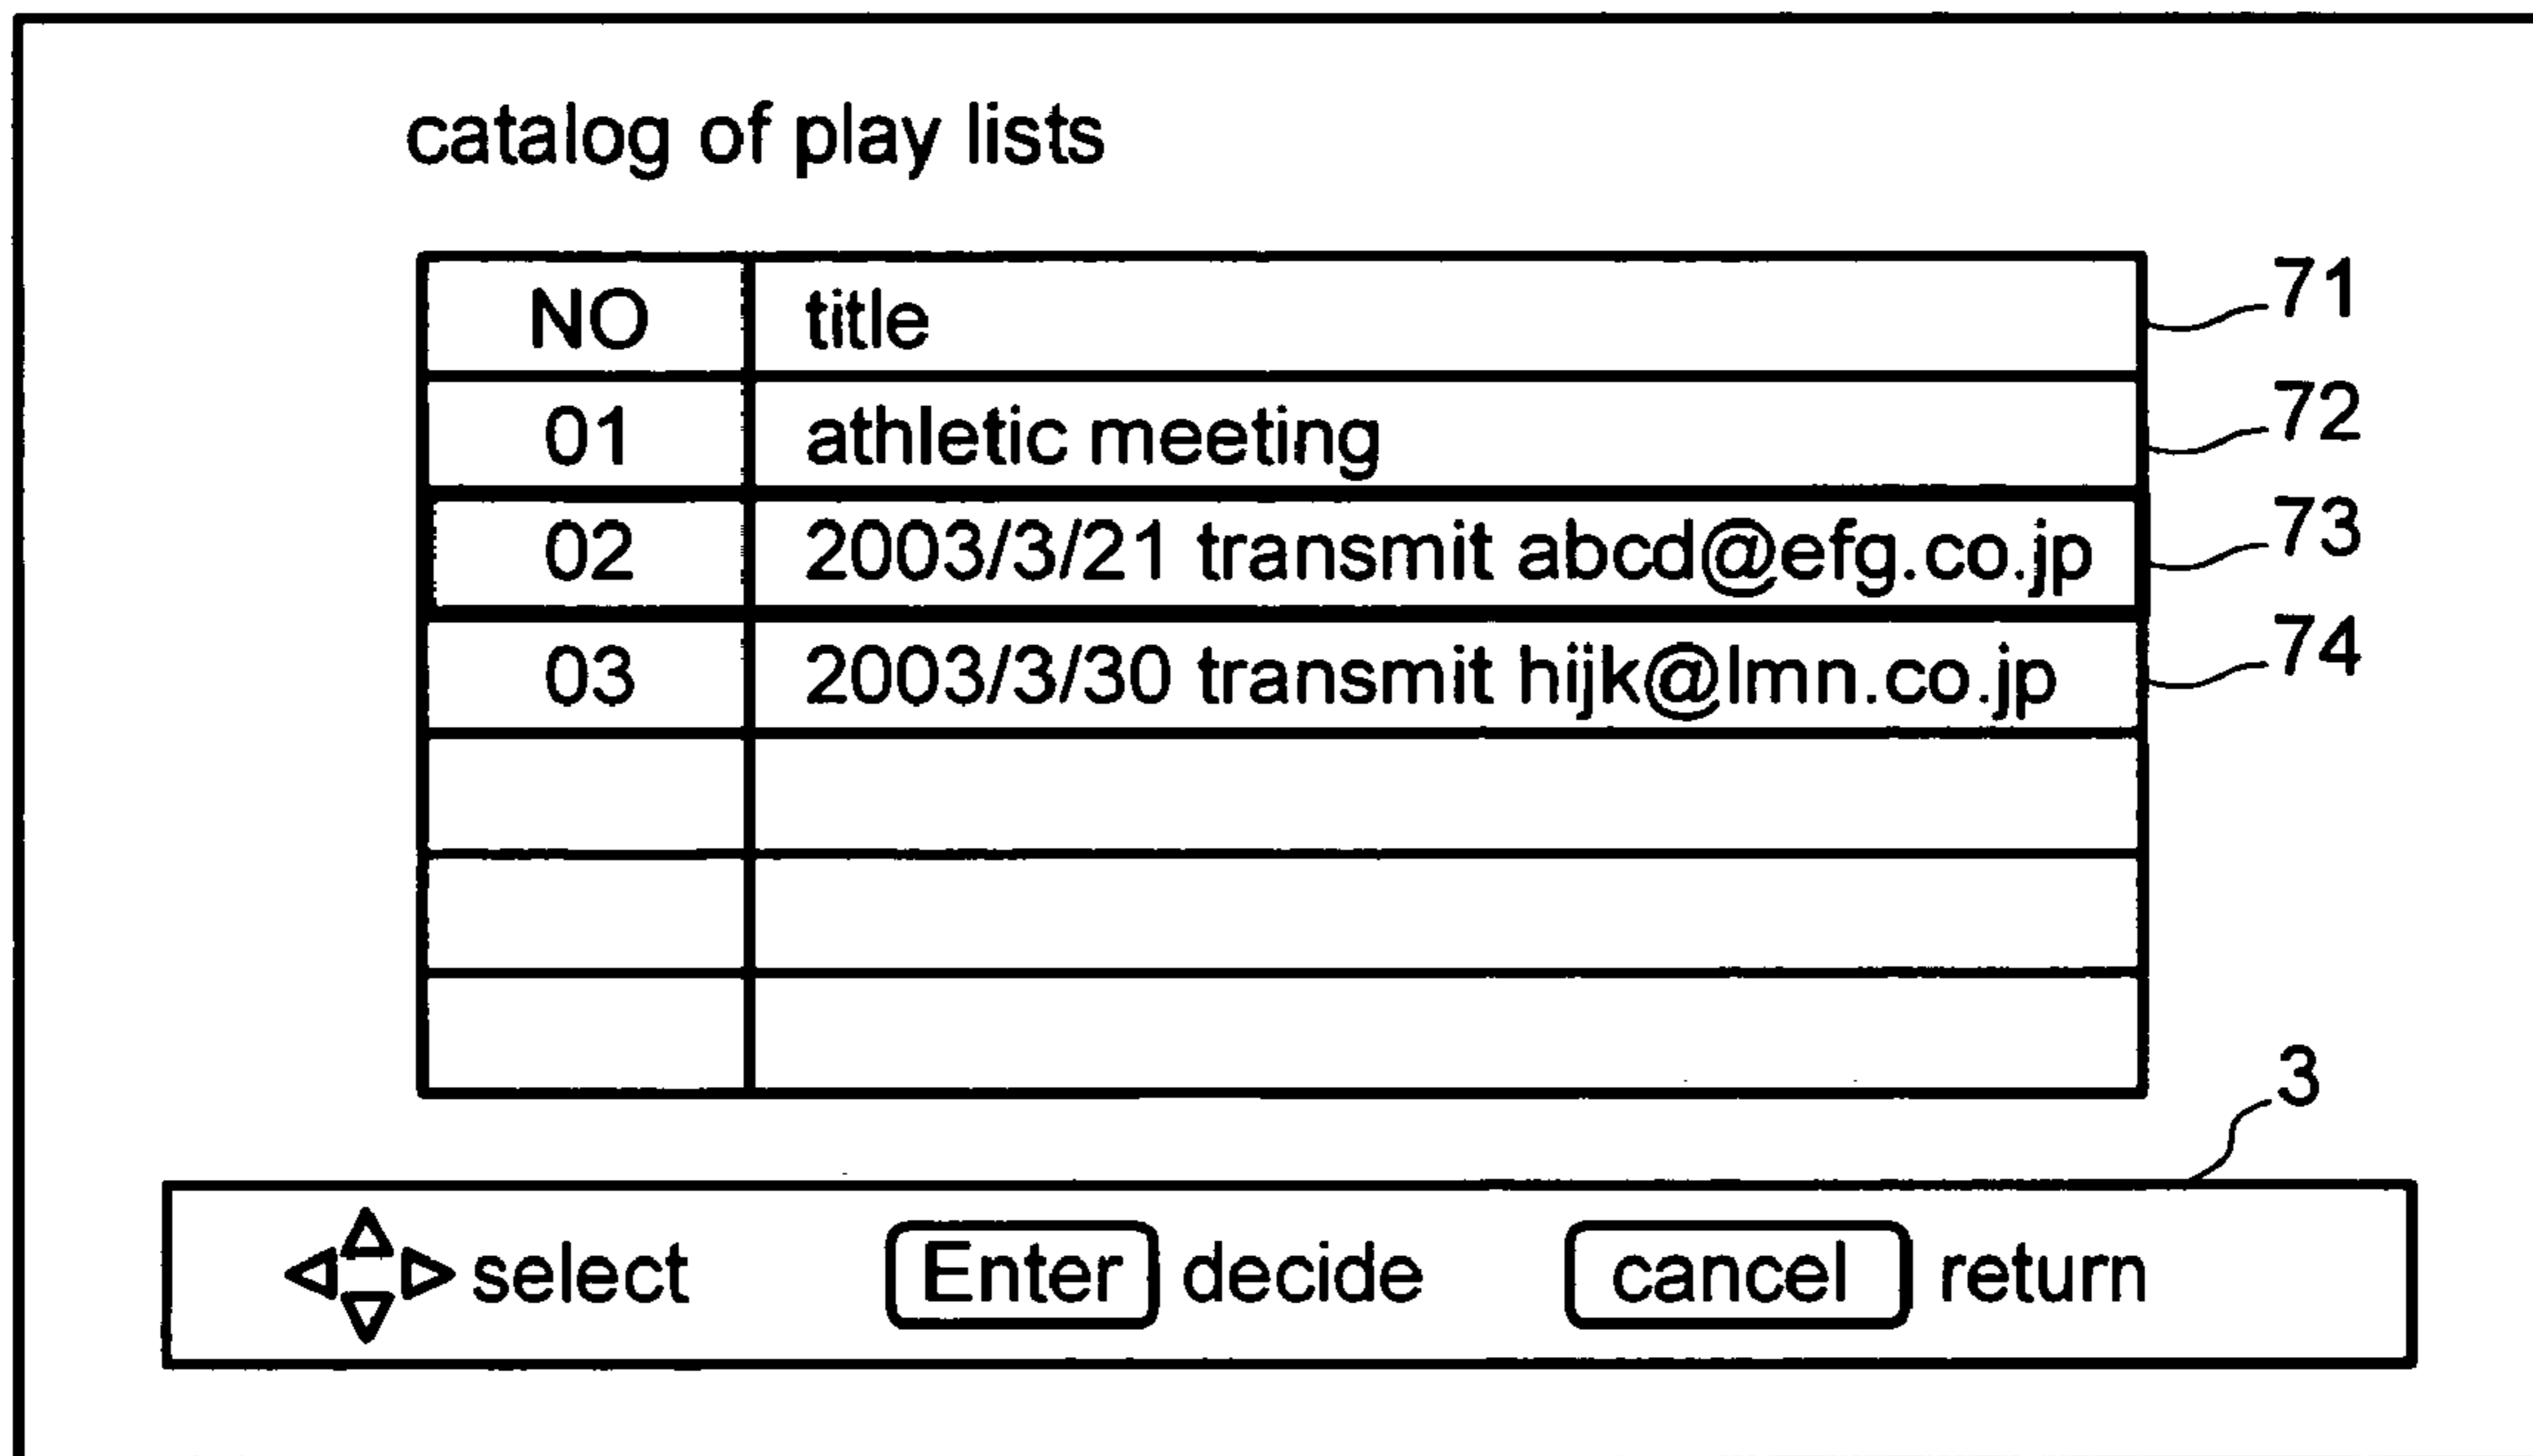 catalog of play lists
NO title 71
01 athletic meeting 72
02 2003/3/21 transmit abcd@efg.co.jp 73
03 2003/3/30 transmit hijk@lmn.co.jp 74
3
select Enter decide cancel return